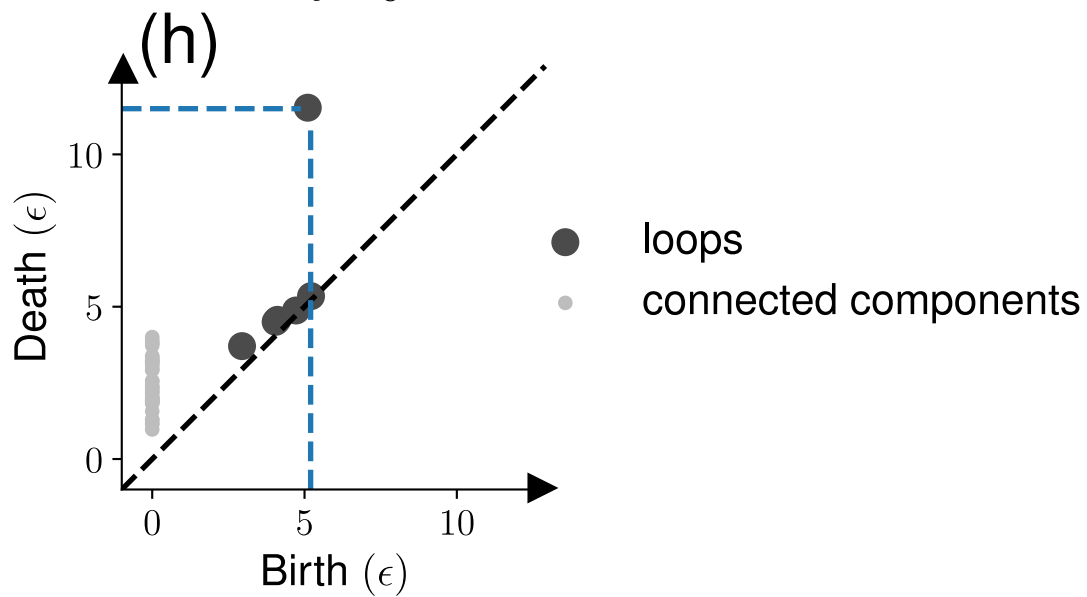 (h)
10
5
0
Death (ϵ)
0 5 10
Birth (ϵ)
loops
connected components